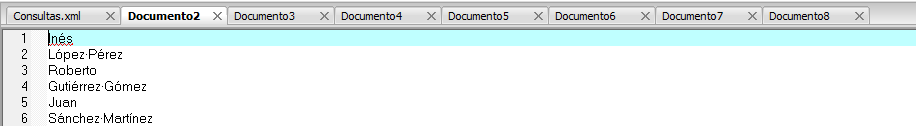 Consultas.xml Documento2 Documento3 Documento4 Documento5 Documento6 Documento7 Documento8
1 Inés
2 López·Pérez
3 Roberto
4 Gutiérrez·Gómez
5 Juan
6 Sánchez·Martínez